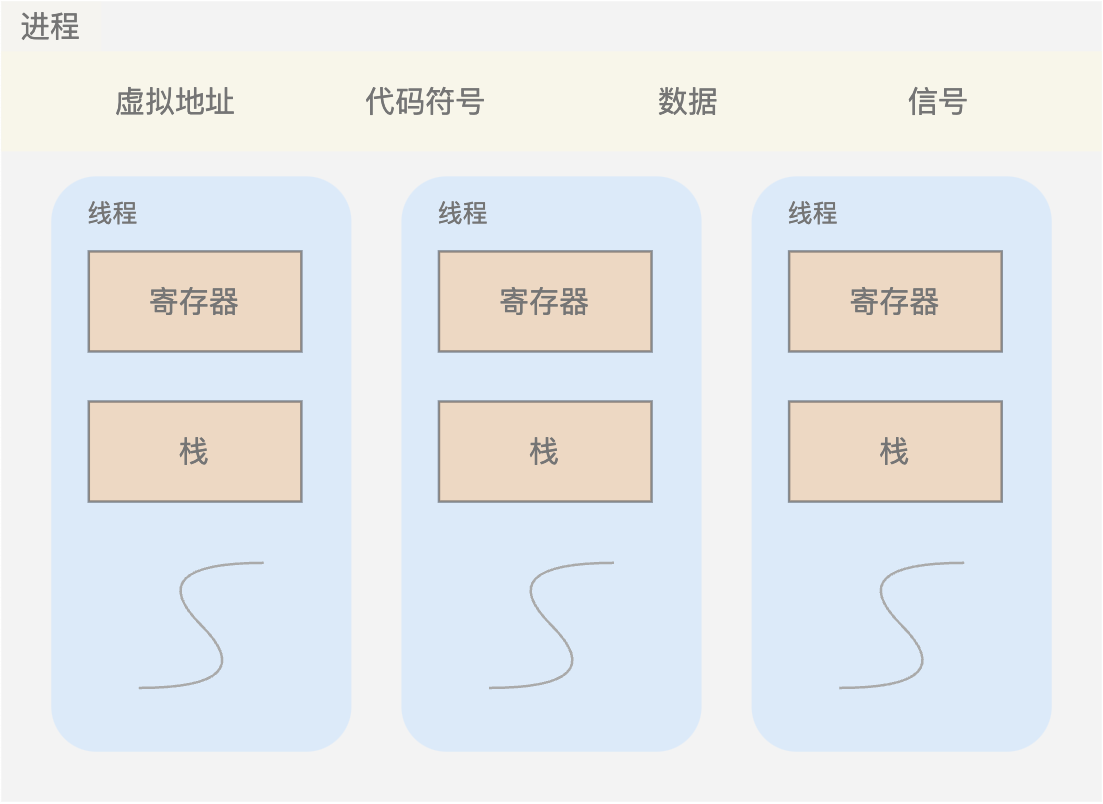 进程
虚拟地址 代码符号 数据 信号
线程 线程 线程
寄存器 寄存器 寄存器
栈 栈 栈